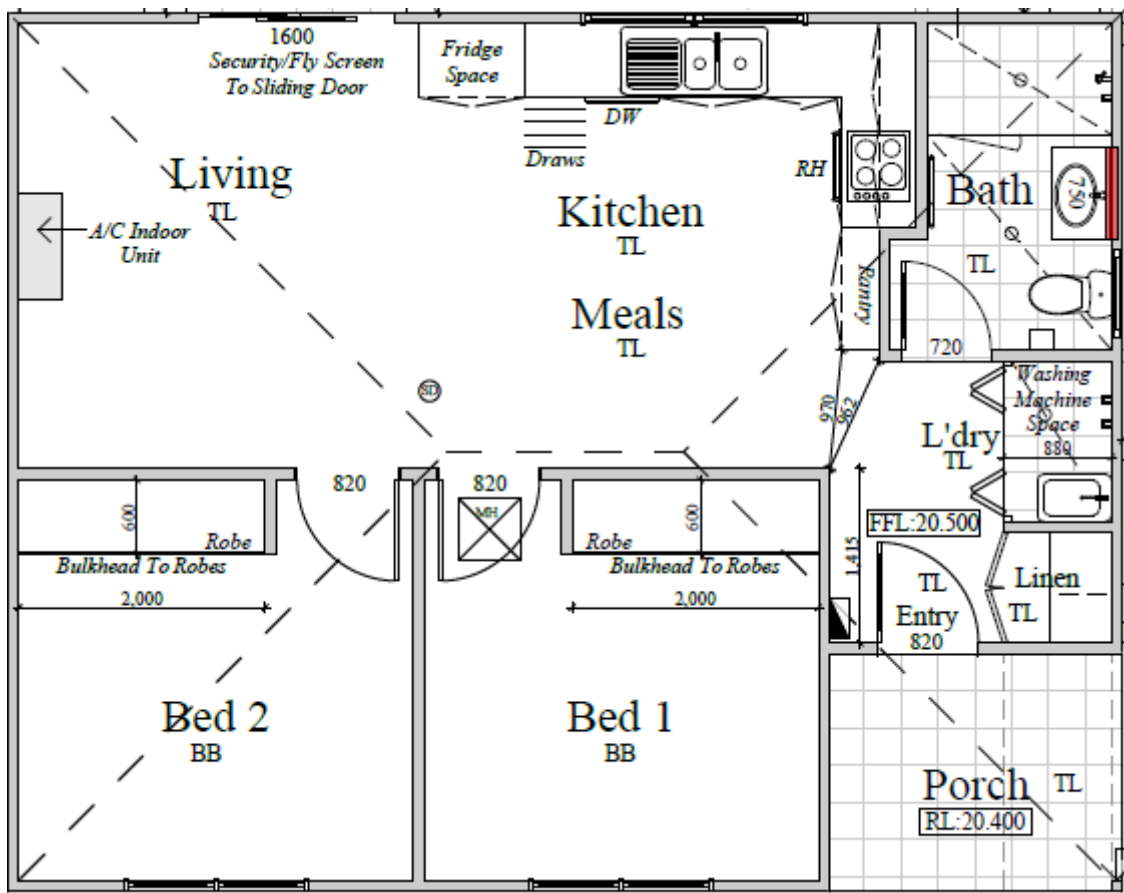 1600
Security/Fly Screen
To Sliding Door
Fridge
Space
DW
Draws
RH
Living
TL
Kitchen
TL
Bath
750
TL
A/C Indoor
Unit
Meals
TL
Pantry
720
SD
970
962
Washing
Machine
Space
880
L'dry
TL
820
820
MH
600
Robe
Bulkhead To Robes
2,000
600
Robe
Bulkhead To Robes
2,000
FFL:20.500
1,415
TL
Entry
820
Linen
TL
Bed 2
BB
Bed 1
BB
Porch
TL
RL:20.400